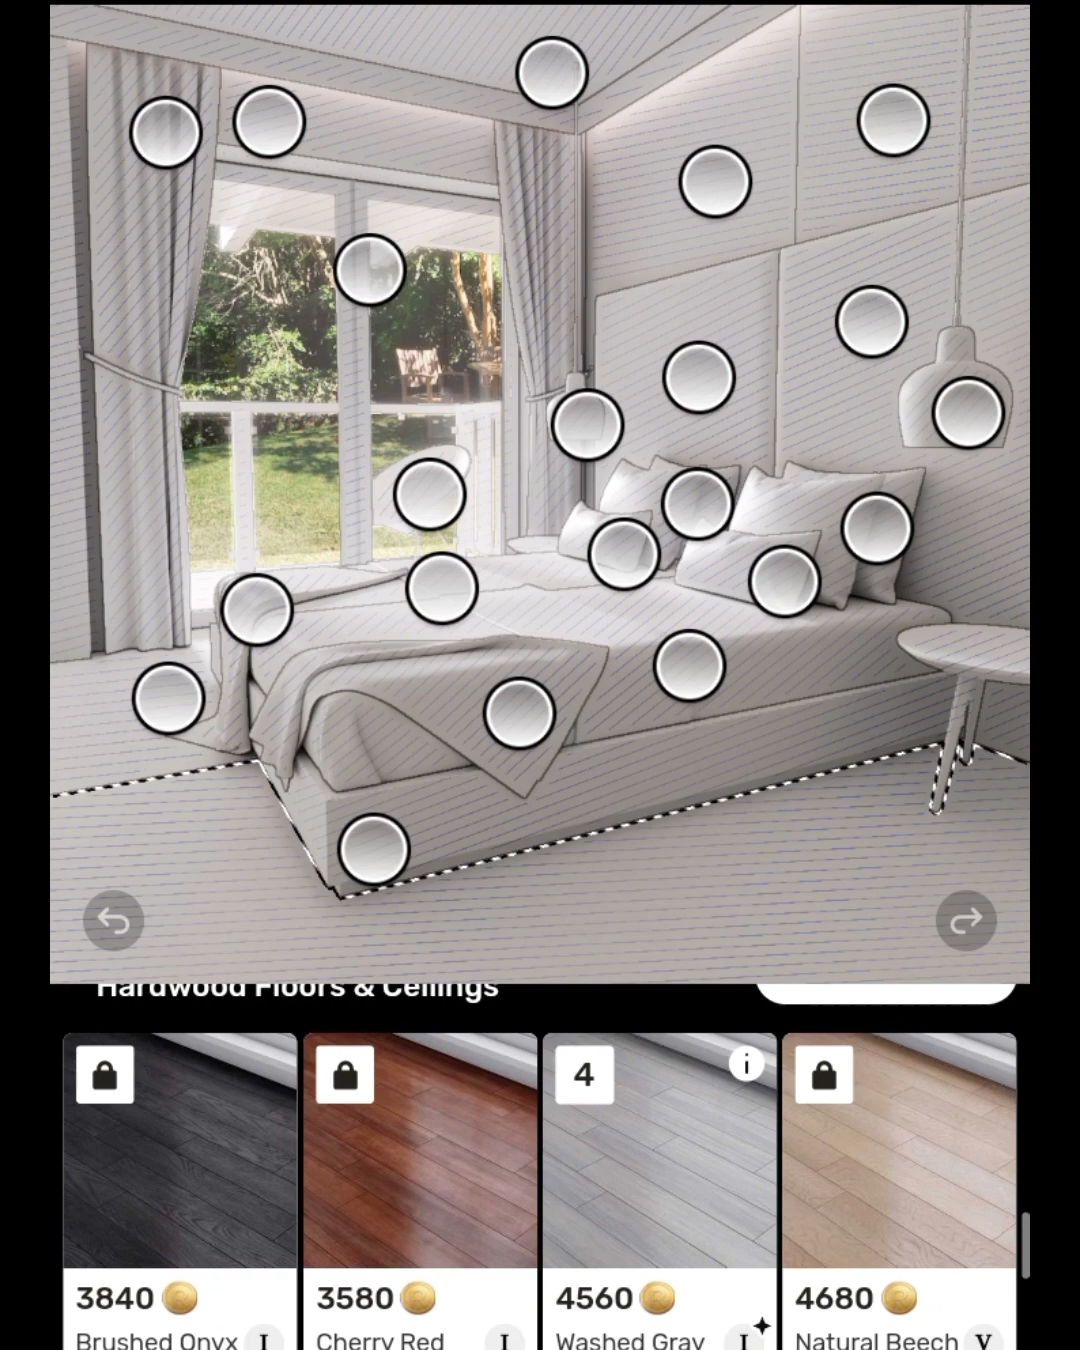 Hardwood Floors & Ceilings
4
i
3840
3580
4560
4680
Brushed Onyx I
Cherry Red I
Washed Gray I
Natural Beech V